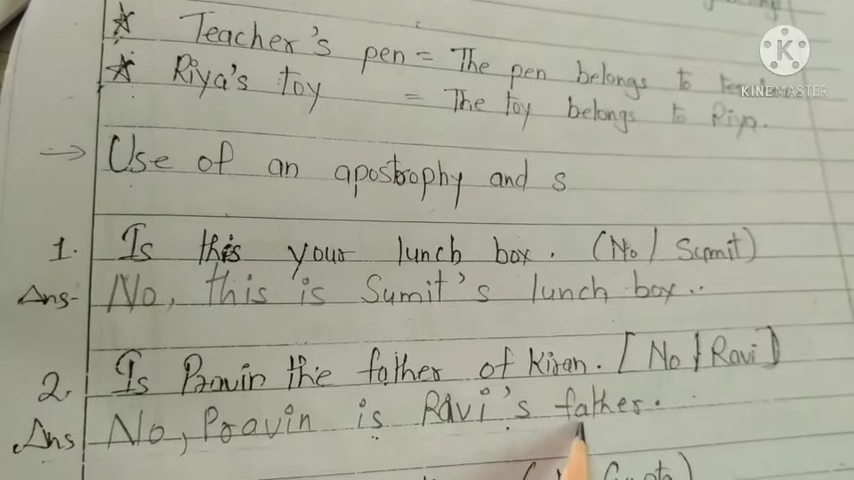 ★ Teacher's pen = The pen belongs to
★ Riya's toy = The toy belongs to Riya.
KINEMASTER
→ Use of an apostrophy and s
1. Is this your lunch box. (No / Sumit)
Ans- No, this is Sumit's lunch box..
2. Is Pravin the father of Kiran. [No / Ravi]
Ans No, Pravin is Ravi's father.